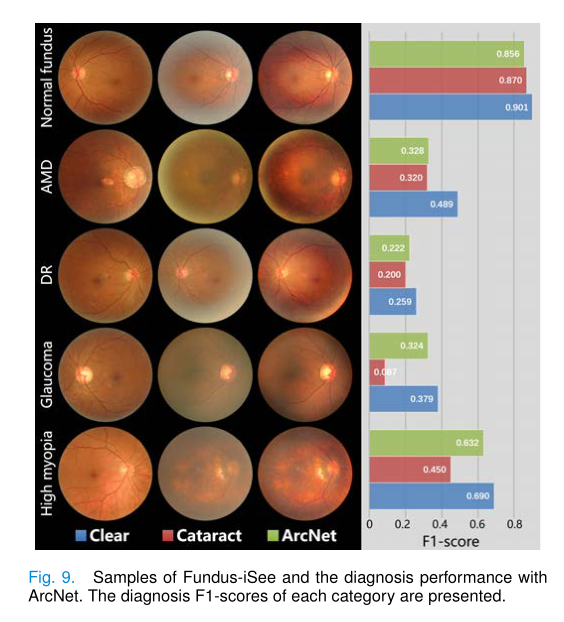 Normal fundus
0.856
0.870
0.901
AMD
0.328
0.320
0.489
DR
0.222
0.200
0.259
Glaucoma
0.324
0.087
0.379
High myopia
0.632
0.450
0.690
Clear Cataract ArcNet
0 0.2 0.4 0.6 0.8
F1-score
Fig. 9. Samples of Fundus-iSee and the diagnosis performance with
ArcNet. The diagnosis F1-scores of each category are presented.